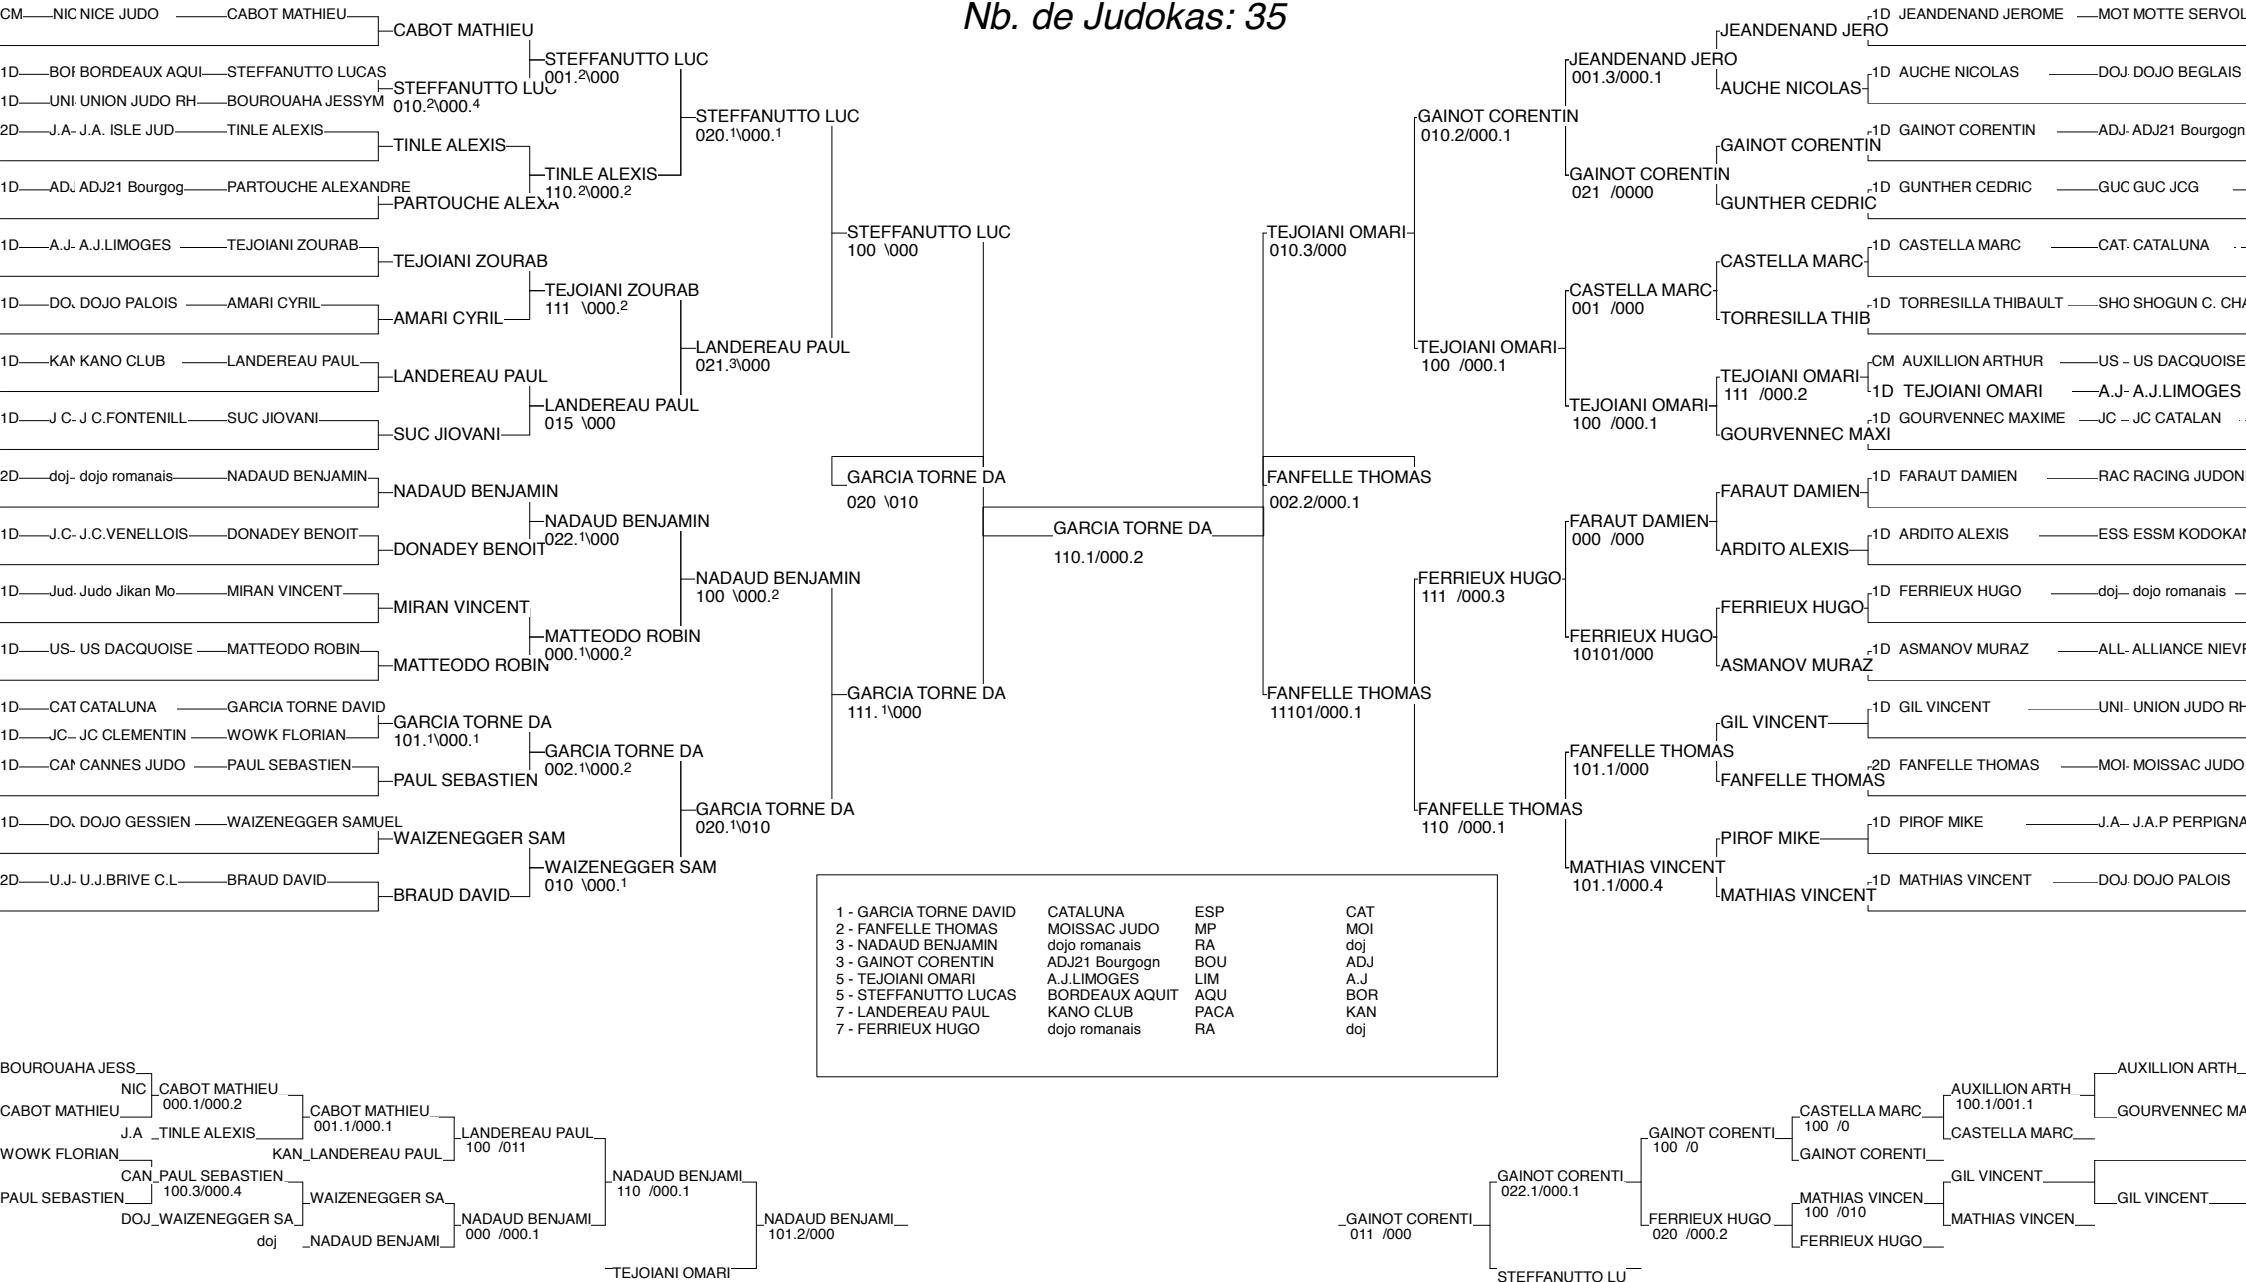 Nb. de Judokas: 35
CM NIC NICE JUDO CABOT MATHIEU
1D BORDEAUX AQUI STEFFANUTTO LUCAS
1D UNI UNION JUDO RH BOUROUAHA JESSYM
2D J.A J.A. ISLE JUD TINLE ALEXIS
1D ADJ ADJ21 Bourgog PARTOUCHE ALEXANDRE
1D A.J A.J.LIMOGES TEJOIANI ZOURAB
1D DOJ DOJO PALOIS AMARI CYRIL
1D KAN KANO CLUB LANDEREAU PAUL
1D J C J C.FONTENILL SUC JIOVANI
2D doj dojo romanais NADAUD BENJAMIN
1D J.C J.C.VENELLOIS DONADEY BENOIT
1D Jud Judo Jikan Mo MIRAN VINCENT
1D US US DACQUOISE MATTEODO ROBIN
1D CAT CATALUNA GARCIA TORNE DAVID
1D JC JC CLEMENTIN WOWK FLORIAN
1D CAN CANNES JUDO PAUL SEBASTIEN
1D DOJ DOJO GESSIEN WAIZENEGGER SAMUEL
2D U.J U.J.BRIVE C.L BRAUD DAVID
CABOT MATHIEU
STEFFANUTTO LUC
010.2\000.4
TINLE ALEXIS
PARTOUCHE ALEXA
TEJOIANI ZOURAB
AMARI CYRIL
LANDEREAU PAUL
SUC JIOVANI
NADAUD BENJAMIN
DONADEY BENOIT
MIRAN VINCENT
MATTEODO ROBIN
GARCIA TORNE DA
101.1\000.1
PAUL SEBASTIEN
WAIZENEGGER SAM
BRAUD DAVID
STEFFANUTTO LUC
001.2\000
TINLE ALEXIS
110.2\000.2
TEJOIANI ZOURAB
111 \000.2
LANDEREAU PAUL
015 \000
NADAUD BENJAMIN
022.1\000
MATTEODO ROBIN
000.1\000.2
GARCIA TORNE DA
002.1\000.2
WAIZENEGGER SAM
010 \000.1
STEFFANUTTO LUC
020.1\000.1
LANDEREAU PAUL
021.3\000
NADAUD BENJAMIN
100 \000.2
GARCIA TORNE DA
020.1\010
STEFFANUTTO LUC
100 \000
GARCIA TORNE DA
111. 1\000
GARCIA TORNE DA
020 \010
GARCIA TORNE DA
110.1/000.2
FANFELLE THOMAS
002.2/000.1
TEJOIANI OMARI
010.3/000
FANFELLE THOMAS
11101/000.1
GAINOT CORENTIN
010.2/000.1
TEJOIANI OMARI
100 /000.1
FERRIEUX HUGO
111 /000.3
FANFELLE THOMAS
110 /000.1
JEANDENAND JERO
001.3/000.1
GAINOT CORENTIN
021 /0000
CASTELLA MARC
001 /000
TEJOIANI OMARI
100 /000.1
FARAUT DAMIEN
000 /000
FERRIEUX HUGO
10101/000
FANFELLE THOMAS
101.1/000
MATHIAS VINCENT
101.1/000.4
JEANDENAND JERO
AUCHE NICOLAS
GAINOT CORENTIN
GUNTHER CEDRIC
CASTELLA MARC
TORRESILLA THIB
TEJOIANI OMARI
111 /000.2
GOURVENNEC MAXI
FARAUT DAMIEN
ARDITO ALEXIS
FERRIEUX HUGO
ASMANOV MURAZ
GIL VINCENT
FANFELLE THOMAS
PIROF MIKE
MATHIAS VINCENT
1D JEANDENAND JEROME MOT MOTTE SERVOL
1D AUCHE NICOLAS DOJ DOJO BEGLAIS
1D GAINOT CORENTIN ADJ ADJ21 Bourgogn
1D GUNTHER CEDRIC GUC GUC JCG
1D CASTELLA MARC CAT CATALUNA
1D TORRESILLA THIBAULT SHO SHOGUN C. CHA
CM AUXILLION ARTHUR US US DACQUOISE
1D TEJOIANI OMARI A.J A.J.LIMOGES
1D GOURVENNEC MAXIME JC JC CATALAN
1D FARAUT DAMIEN RAC RACING JUDON
1D ARDITO ALEXIS ESS ESSM KODOKAN
1D FERRIEUX HUGO doj dojo romanais
1D ASMANOV MURAZ ALL ALLIANCE NIEV
1D GIL VINCENT UNI UNION JUDO RH
2D FANFELLE THOMAS MOI MOISSAC JUDO
1D PIROF MIKE J.A J.A.P PERPIGNA
1D MATHIAS VINCENT DOJ DOJO PALOIS
1 - GARCIA TORNE DAVID CATALUNA ESP CAT
2 - FANFELLE THOMAS MOISSAC JUDO MP MOI
3 - NADAUD BENJAMIN dojo romanais RA doj
3 - GAINOT CORENTIN ADJ21 Bourgogn BOU ADJ
5 - TEJOIANI OMARI A.J.LIMOGES LIM A.J
5 - STEFFANUTTO LUCAS BORDEAUX AQUIT AQU BOR
7 - LANDEREAU PAUL KANO CLUB PACA KAN
7 - FERRIEUX HUGO dojo romanais RA doj
BOUROUAHA JESS
CABOT MATHIEU
WOWK FLORIAN
PAUL SEBASTIEN
NIC CABOT MATHIEU
000.1/000.2
J.A TINLE ALEXIS
CAN PAUL SEBASTIEN
100.3/000.4
DOJ WAIZENEGGER SA
CABOT MATHIEU
001.1/000.1
KAN LANDEREAU PAUL
WAIZENEGGER SA
doj NADAUD BENJAMI
LANDEREAU PAUL
100 /011
NADAUD BENJAMI
000 /000.1
NADAUD BENJAMI
110 /000.1
TEJOIANI OMARI
NADAUD BENJAMI
101.2/000
GAINOT CORENTI
011 /000
GAINOT CORENTI
022.1/000.1
STEFFANUTTO LU
GAINOT CORENTI
100 /0
FERRIEUX HUGO
020 /000.2
CASTELLA MARC
100 /0
GAINOT CORENTI
MATHIAS VINCEN
100 /010
FERRIEUX HUGO
AUXILLION ARTH
100.1/001.1
CASTELLA MARC
GIL VINCENT
MATHIAS VINCEN
AUXILLION ARTH
GOURVENNEC MA
GIL VINCENT